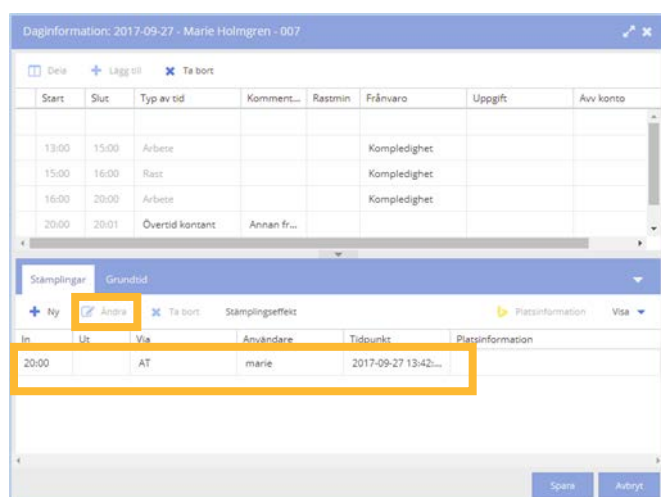 Daginformation: 2017-09-27 - Marie Holmgren - 007
Dela Lägg till Ta bort
Start Slut Typ av tid Komment... Rastmin Frånvaro Uppgift Avv konto
13:00 15:00 Arbete Kompledighet
15:00 16:00 Rast Kompledighet
16:00 20:00 Arbete Kompledighet
20:00 20:01 Övertid kontant Annan fr...
Stämplingar Grundtid
Ny Ändra Ta bort Stämplingseffekt Platsinformation Visa
In Ut Via Användare Tidpunkt Platsinformation
20:00 AT marie 2017-09-27 13:42:...
Spara Avbryt